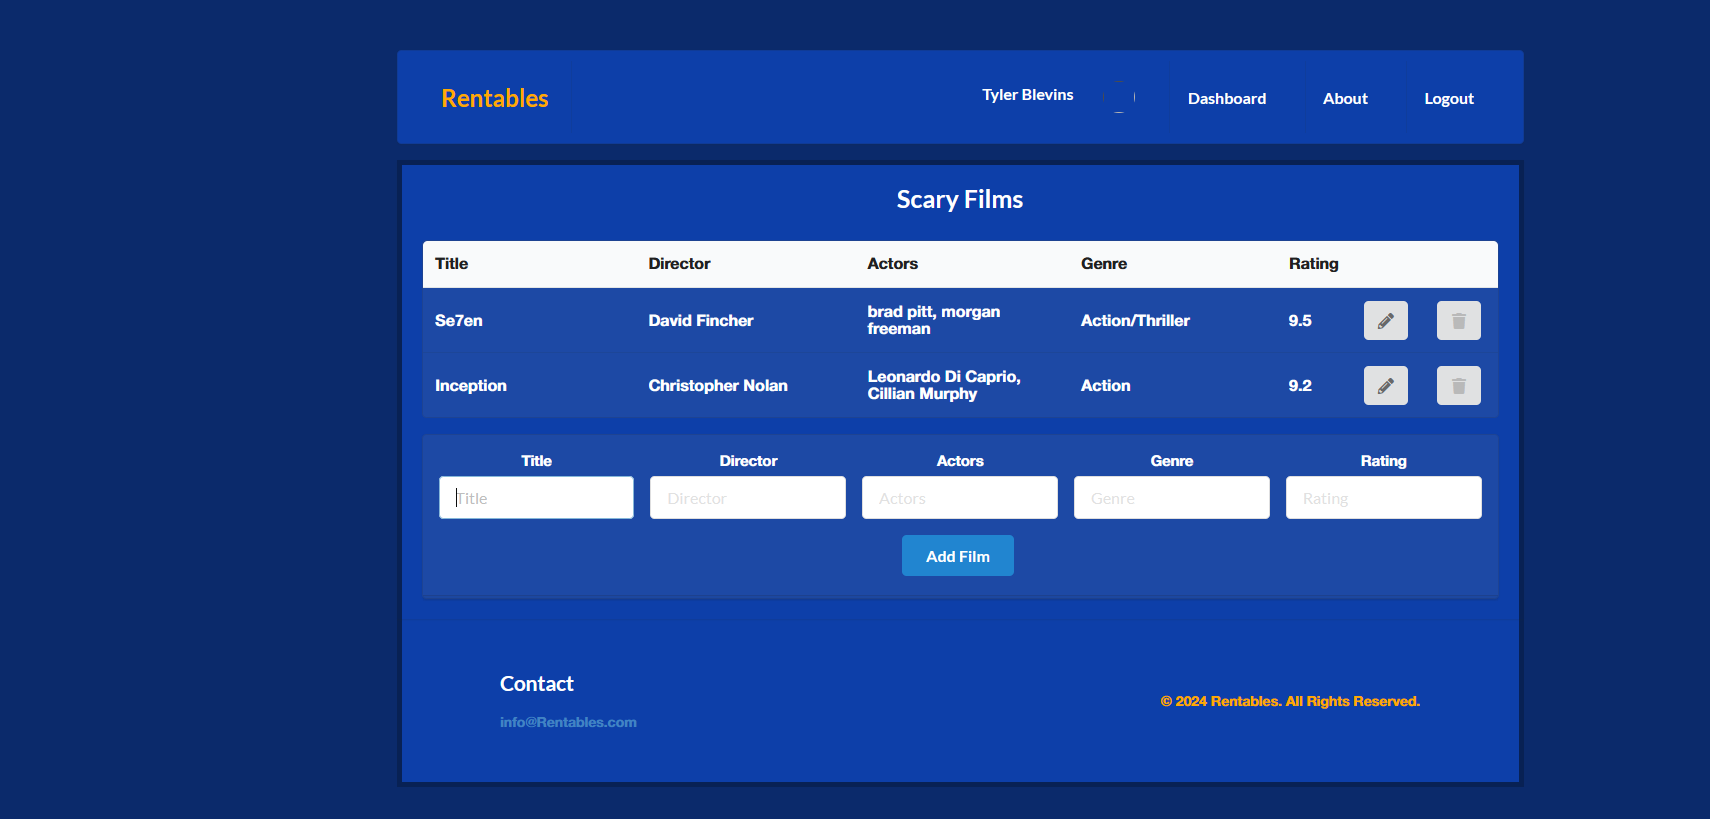 Rentables
Tyler Blevins
Dashboard
About
Logout
Scary Films
Title Director Actors Genre Rating
Se7en David Fincher brad pitt, morgan freeman Action/Thriller 9.5
Inception Christopher Nolan Leonardo Di Caprio, Cillian Murphy Action 9.2
Title Director Actors Genre Rating
Title Director Actors Genre Rating
Add Film
Contact
info@Rentables.com
© 2024 Rentables. All Rights Reserved.